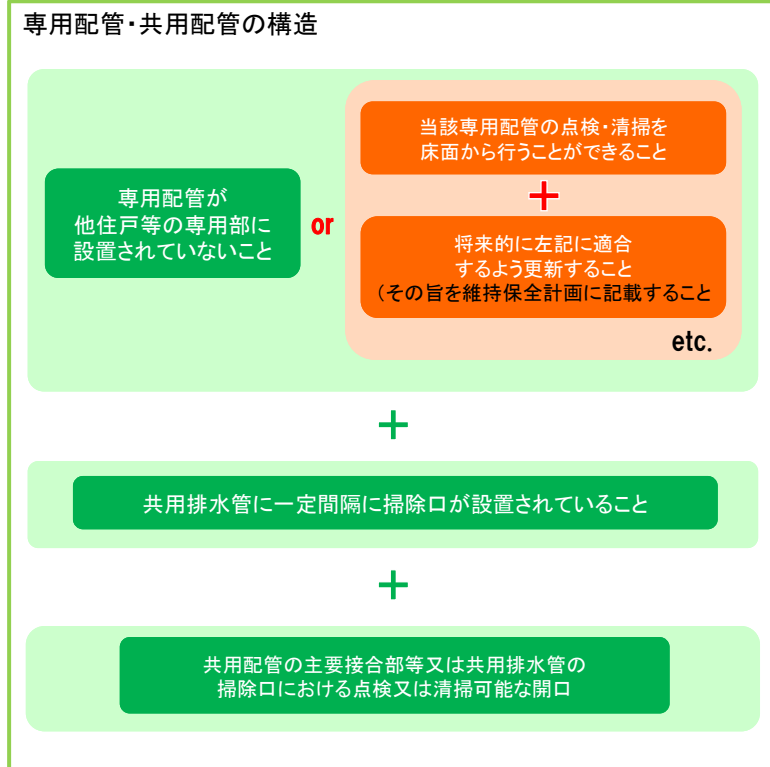 専用配管・共用配管の構造
専用配管が
他住戸等の専用部に
設置されていないこと
or
当該専用配管の点検・清掃を
床面から行うことができること
+
将来的に左記に適合
するよう更新すること
(その旨を維持保全計画に記載すること
etc.
+
共用排水管に一定間隔に掃除口が設置されていること
+
共用配管の主要接合部等又は共用排水管の
掃除口における点検又は清掃可能な開口